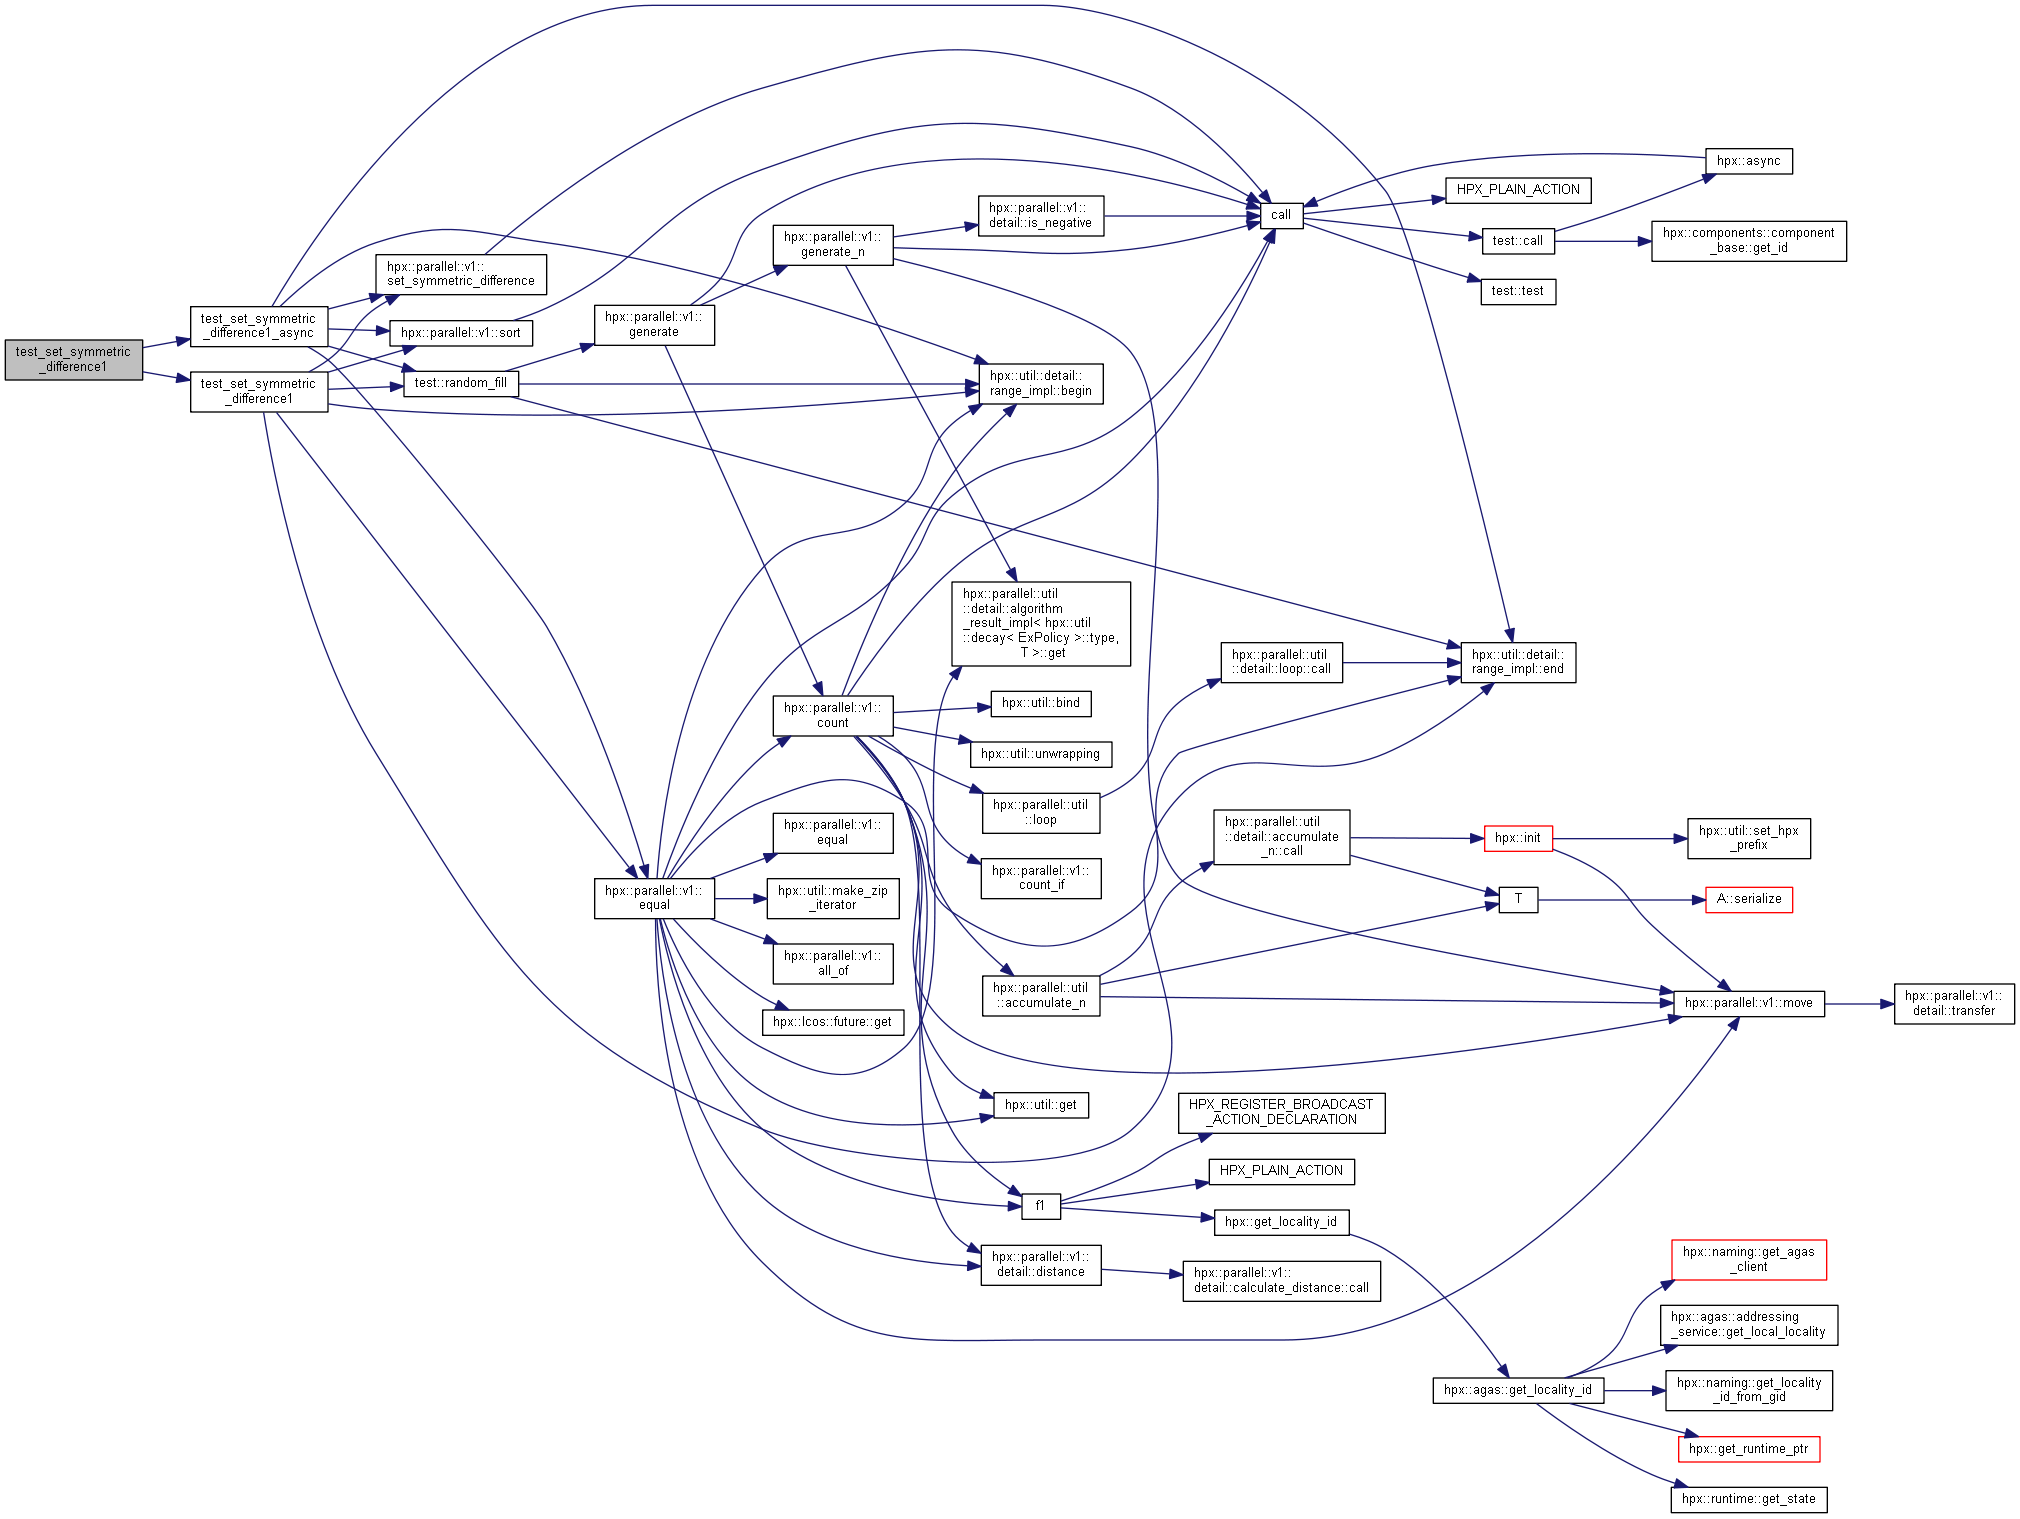 test_set_symmetric
_difference1
test_set_symmetric
_difference1_async
test_set_symmetric
_difference1
hpx::parallel::v1::
set_symmetric_difference
hpx::parallel::v1::sort
test::random_fill
hpx::parallel::v1::
generate
hpx::parallel::v1::
equal
hpx::parallel::v1::
generate_n
hpx::parallel::v1::
count
hpx::parallel::v1::
equal
hpx::util::make_zip
_iterator
hpx::parallel::v1::
all_of
hpx::lcos::future::get
hpx::parallel::v1::
detail::is_negative
hpx::util::detail::
range_impl::begin
hpx::parallel::util
::detail::algorithm
_result_impl< hpx::util
::decay< ExPolicy >::type,
T >::get
hpx::util::bind
hpx::util::unwrapping
hpx::parallel::util
::loop
hpx::parallel::v1::
count_if
hpx::parallel::util
::accumulate_n
hpx::util::get
f1
hpx::parallel::v1::
detail::distance
call
hpx::parallel::util
::detail::loop::call
hpx::parallel::util
::detail::accumulate
_n::call
HPX_REGISTER_BROADCAST
_ACTION_DECLARATION
HPX_PLAIN_ACTION
hpx::get_locality_id
hpx::parallel::v1::
detail::calculate_distance::call
HPX_PLAIN_ACTION
test::call
test::test
hpx::util::detail::
range_impl::end
hpx::init
T
hpx::agas::get_locality_id
hpx::async
hpx::components::component
_base::get_id
hpx::util::set_hpx
_prefix
A::serialize
hpx::parallel::v1::move
hpx::parallel::v1::
detail::transfer
hpx::naming::get_agas
_client
hpx::agas::addressing
_service::get_local_locality
hpx::naming::get_locality
_id_from_gid
hpx::get_runtime_ptr
hpx::runtime::get_state